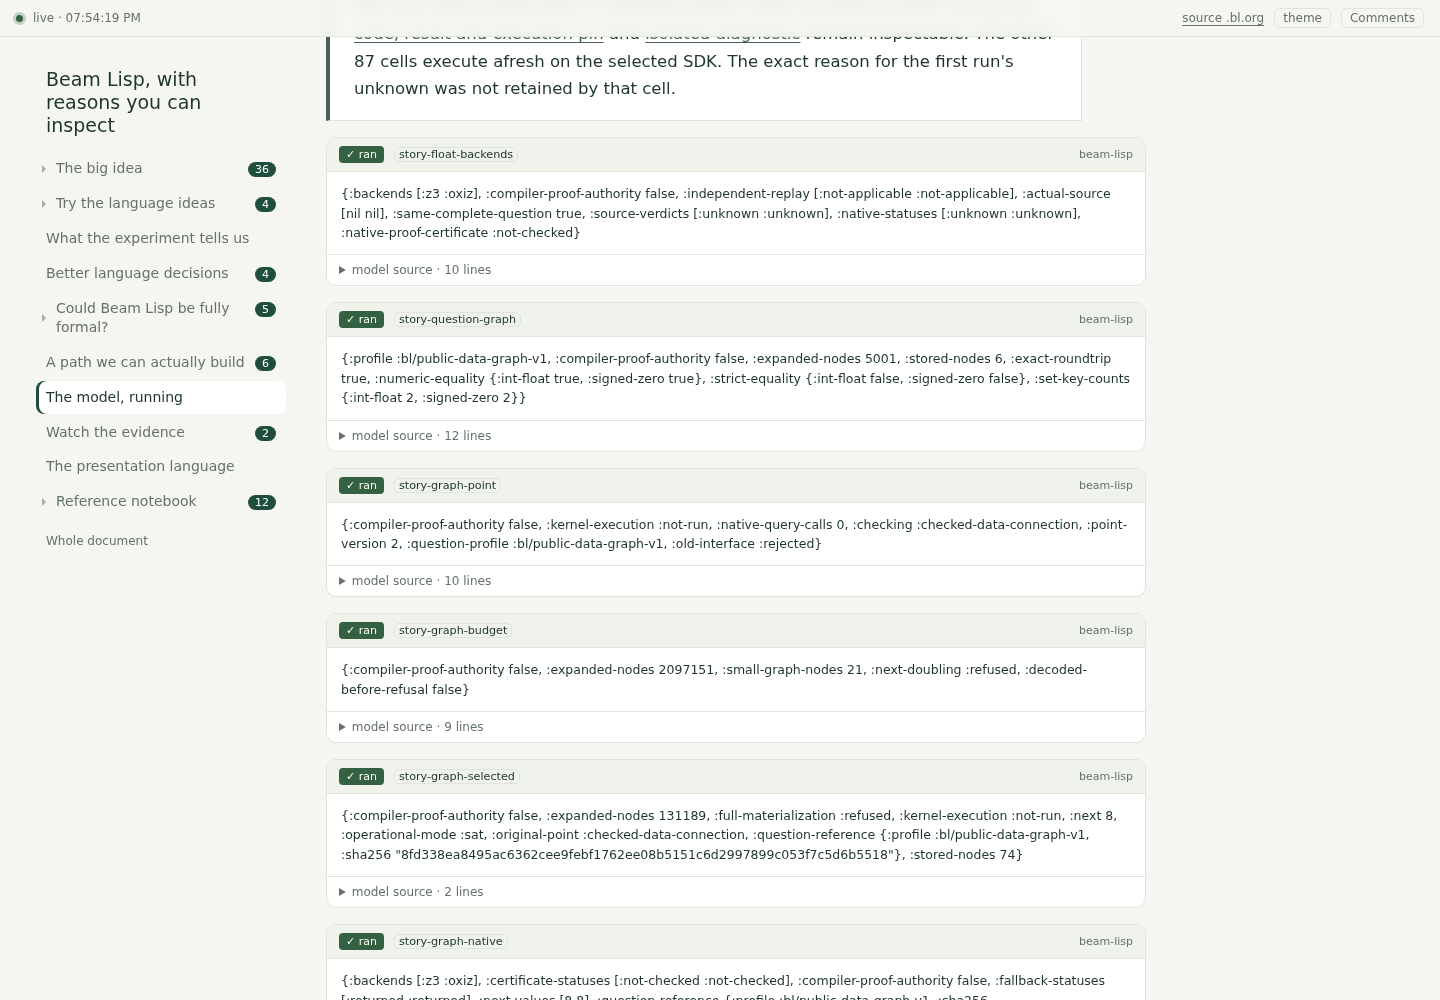 live · 07:54:19 PM
source .bl.org
theme
Comments
Beam Lisp, with
reasons you can
inspect
The big idea 36
Try the language ideas 4
What the experiment tells us
Better language decisions 4
Could Beam Lisp be fully 5
formal?
A path we can actually build 6
The model, running
Watch the evidence 2
The presentation language
Reference notebook 12
Whole document
code, result and execution pin and isolated diagnostic remain inspectable. The other
87 cells execute afresh on the selected SDK. The exact reason for the first run's
unknown was not retained by that cell.
✓ ran story-float-backends beam-lisp
{:backends [:z3 :oxiz], :compiler-proof-authority false, :independent-replay [:not-applicable :not-applicable], :actual-source
[nil nil], :same-complete-question true, :source-verdicts [:unknown :unknown], :native-statuses [:unknown :unknown],
:native-proof-certificate :not-checked}
▶ model source · 10 lines
✓ ran story-question-graph beam-lisp
{:profile :bl/public-data-graph-v1, :compiler-proof-authority false, :expanded-nodes 5001, :stored-nodes 6, :exact-roundtrip
true, :numeric-equality {:int-float true, :signed-zero true}, :strict-equality {:int-float false, :signed-zero false}, :set-key-counts
{:int-float 2, :signed-zero 2}}
▶ model source · 12 lines
✓ ran story-graph-point beam-lisp
{:compiler-proof-authority false, :kernel-execution :not-run, :native-query-calls 0, :checking :checked-data-connection, :point-
version 2, :question-profile :bl/public-data-graph-v1, :old-interface :rejected}
▶ model source · 10 lines
✓ ran story-graph-budget beam-lisp
{:compiler-proof-authority false, :expanded-nodes 2097151, :small-graph-nodes 21, :next-doubling :refused, :decoded-
before-refusal false}
▶ model source · 9 lines
✓ ran story-graph-selected beam-lisp
{:compiler-proof-authority false, :expanded-nodes 131189, :full-materialization :refused, :kernel-execution :not-run, :next 8,
:operational-mode :sat, :original-point :checked-data-connection, :question-reference {:profile :bl/public-data-graph-v1,
:sha256 "8fd338ea8495ac6362cee9febf1762ee08b5151c6d2997899c053f7c5d6b5518"}, :stored-nodes 74}
▶ model source · 2 lines
✓ ran story-graph-native beam-lisp
{:backends [:z3 :oxiz], :certificate-statuses [:not-checked :not-checked], :compiler-proof-authority false, :fallback-statuses
[:returned :returned], :next-values [8 8], :question-reference {:profile :bl/public-data-graph-v1, :sha256